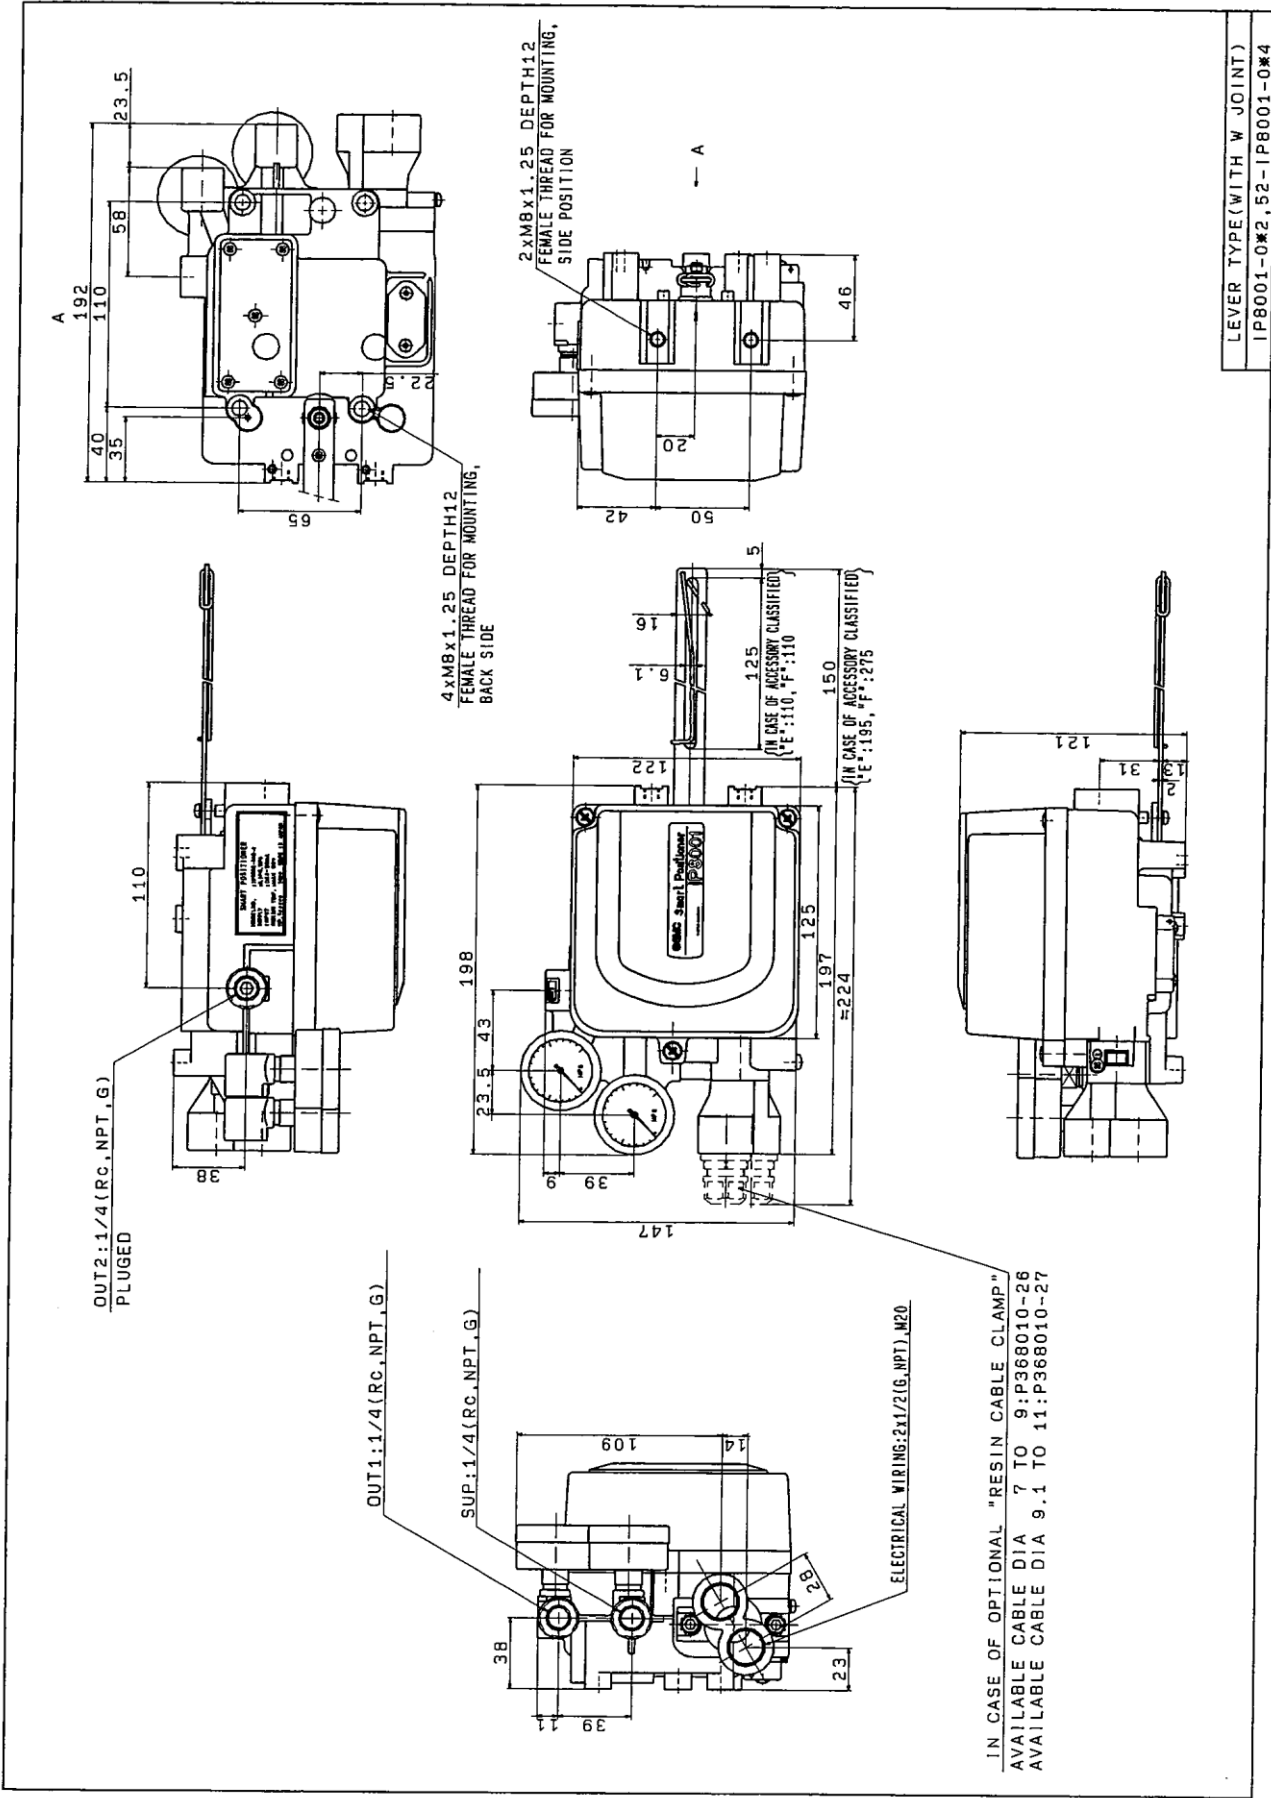 OUT2:1/4(Rc,NPT,G)
PLUGED
110
38
SMART POSITIONER
4xM8x1.25 DEPTH12
FEMALE THREAD FOR MOUNTING,
BACK SIDE
A
192
110
58
23.5
40
35
65
22.5
OUT1:1/4(Rc,NPT,G)
SUP:1/4(Rc,NPT,G)
11
39
38
109
14
28
23
ELECTRICAL WIRING:2x1/2(G,NPT),M20
198
23.5
43
9
39
147
122
SMC Smart Positioner
IP8001
125
197
≒224
16
6.1
5
125
{IN CASE OF ACCESSORY CLASSIFIED}
{"E":110,"F":110}
150
{IN CASE OF ACCESSORY CLASSIFIED}
{"E":195,"F":275}
2xM8x1.25 DEPTH12
FEMALE THREAD FOR MOUNTING,
SIDE POSITION
A
42
50
20
46
IN CASE OF OPTIONAL "RESIN CABLE CLAMP"
AVAILABLE CABLE DIA 7 TO 9:P368010-26
AVAILABLE CABLE DIA 9.1 TO 11:P368010-27
121
31
13
2
LEVER TYPE(WITH W JOINT)
IP8001-0※2,52-IP8001-0※4